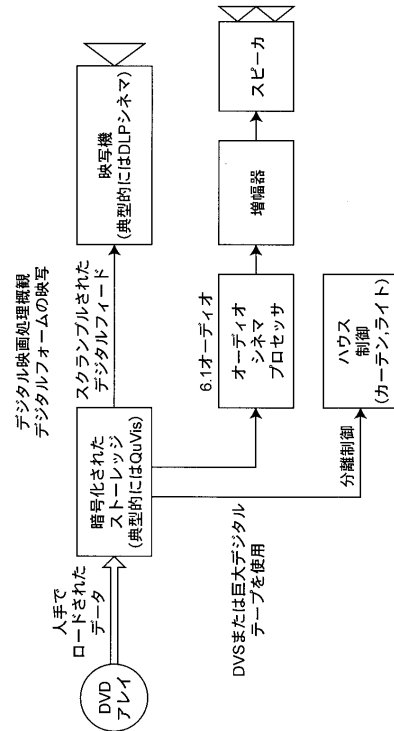 デジタル映画処理概観
デジタルフォームの映写
DVD
アレイ
人手で
ロードされた
データ
暗号化された
ストーレッジ
(典型的にはQuVis)
スクランブルされた
デジタルフィード
映写機
(典型的にはDLPシネマ)
DVSまたは巨大デジタル
テープを使用
6.1オーディオ
オーディオ
シネマ
プロセッサ
増幅器
スピーカ
分離制御
ハウス
制御
(カーテン,ライト)